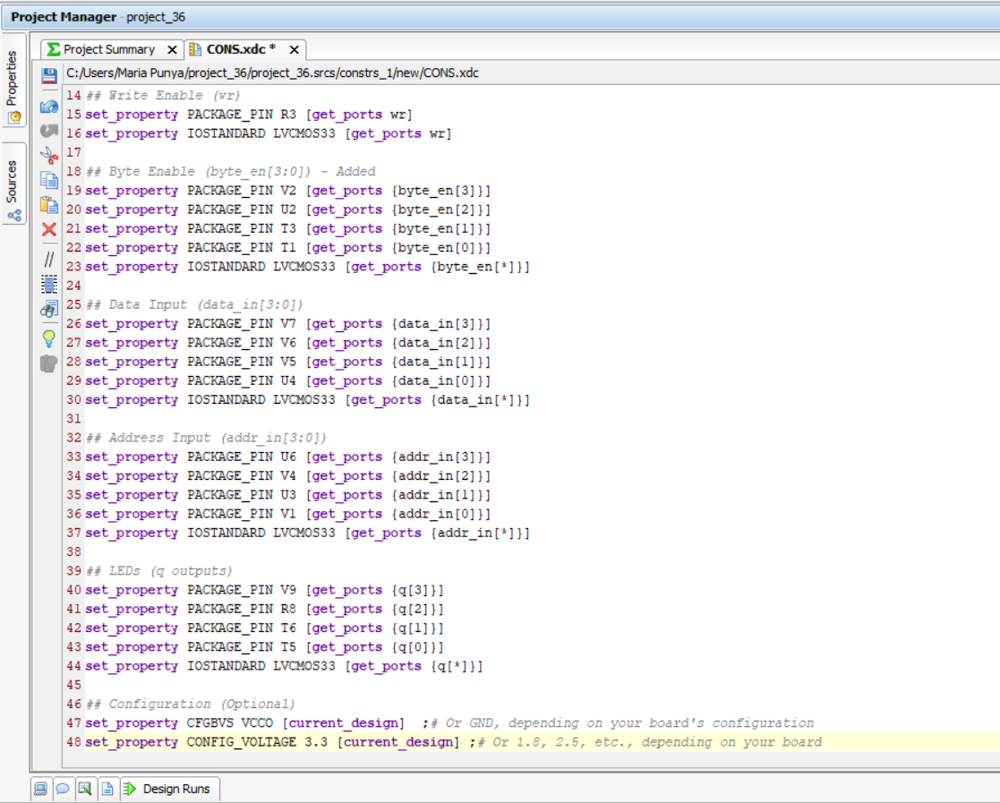 Project Manager - project_36
Properties
Sources
Project Summary x CONS.xdc * x
C:/Users/Maria Punya/project_36/project_36.srcs/constrs_1/new/CONS.xdc
14 ## Write Enable (wr)
15 set_property PACKAGE_PIN R3 [get_ports wr]
16 set_property IOSTANDARD LVCMOS33 [get_ports wr]
17
18 ## Byte Enable (byte_en[3:0]) - Added
19 set_property PACKAGE_PIN V2 [get_ports {byte_en[3]}]
20 set_property PACKAGE_PIN U2 [get_ports {byte_en[2]}]
21 set_property PACKAGE_PIN T3 [get_ports {byte_en[1]}]
22 set_property PACKAGE_PIN T1 [get_ports {byte_en[0]}]
23 set_property IOSTANDARD LVCMOS33 [get_ports {byte_en[*]}]
24
25 ## Data Input (data_in[3:0])
26 set_property PACKAGE_PIN V7 [get_ports {data_in[3]}]
27 set_property PACKAGE_PIN V6 [get_ports {data_in[2]}]
28 set_property PACKAGE_PIN V5 [get_ports {data_in[1]}]
29 set_property PACKAGE_PIN U4 [get_ports {data_in[0]}]
30 set_property IOSTANDARD LVCMOS33 [get_ports {data_in[*]}]
31
32 ## Address Input (addr_in[3:0])
33 set_property PACKAGE_PIN U6 [get_ports {addr_in[3]}]
34 set_property PACKAGE_PIN V4 [get_ports {addr_in[2]}]
35 set_property PACKAGE_PIN U3 [get_ports {addr_in[1]}]
36 set_property PACKAGE_PIN V1 [get_ports {addr_in[0]}]
37 set_property IOSTANDARD LVCMOS33 [get_ports {addr_in[*]}]
38
39 ## LEDs (q outputs)
40 set_property PACKAGE_PIN V9 [get_ports {q[3]}]
41 set_property PACKAGE_PIN R8 [get_ports {q[2]}]
42 set_property PACKAGE_PIN T6 [get_ports {q[1]}]
43 set_property PACKAGE_PIN T5 [get_ports {q[0]}]
44 set_property IOSTANDARD LVCMOS33 [get_ports {q[*]}]
45
46 ## Configuration (Optional)
47 set_property CFGBVS VCCO [current_design]  ;# Or GND, depending on your board's configuration
48 set_property CONFIG_VOLTAGE 3.3 [current_design] ;# Or 1.8, 2.5, etc., depending on your board
Design Runs